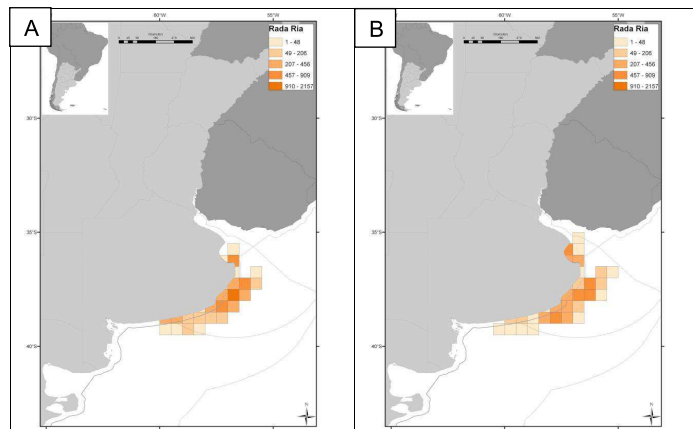 A
60°W
55°W
Rada Ria
1 - 48
49 - 206
207 - 456
457 - 909
910 - 2157
30°S
35°S
40°S
N
B
60°W
55°W
Rada Ria
1 - 48
49 - 206
207 - 456
457 - 909
910 - 2157
30°S
35°S
40°S
N